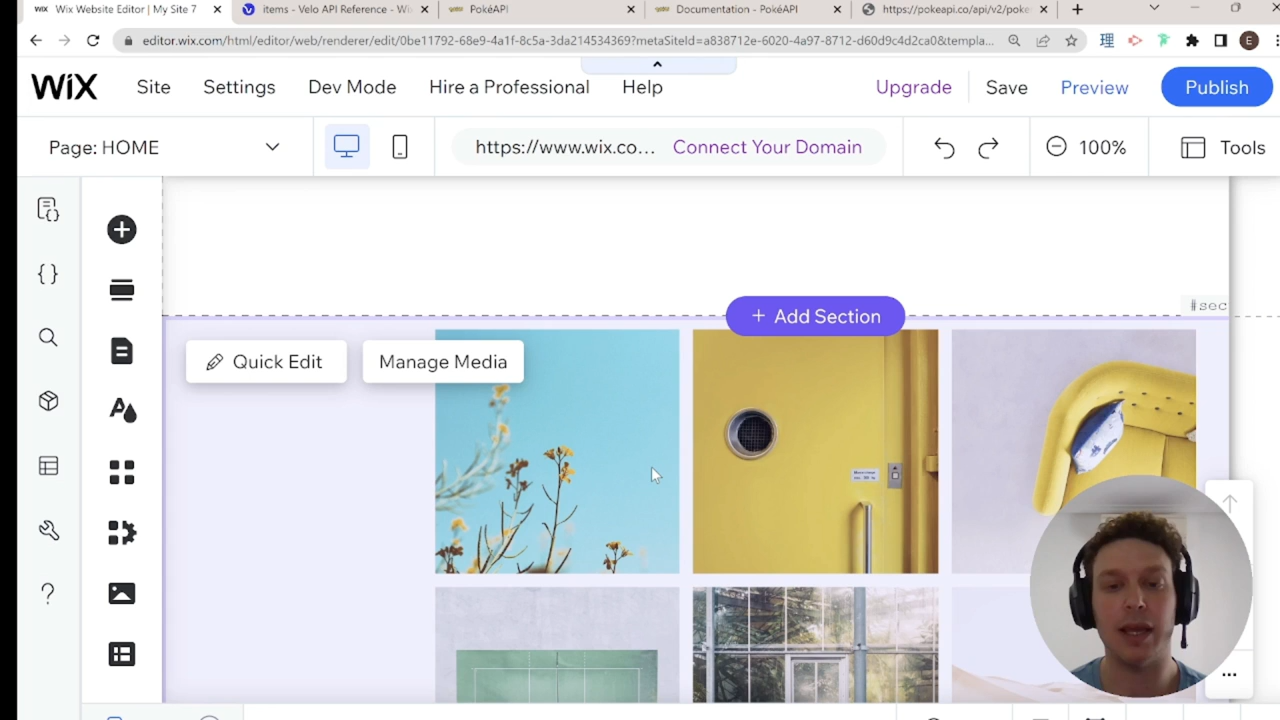 WiX Wix Website Editor | My Site 7
items - Velo API Reference - Wi
PokéAPI
Documentation - PokéAPI
https://pokeapi.co/api/v2/poke
editor.wix.com/html/editor/web/renderer/edit/0be11792-68e9-4a1f-8c5a-3da214534369?metaSiteId=a838712e-6020-4a97-8712-d60d9c4d2ca0&templa...
E
WiX
Site
Settings
Dev Mode
Hire a Professional
Help
Upgrade
Save
Preview
Publish
Page: HOME
https://www.wix.co...
Connect Your Domain
100%
Tools
#sec
+ Add Section
Quick Edit
Manage Media